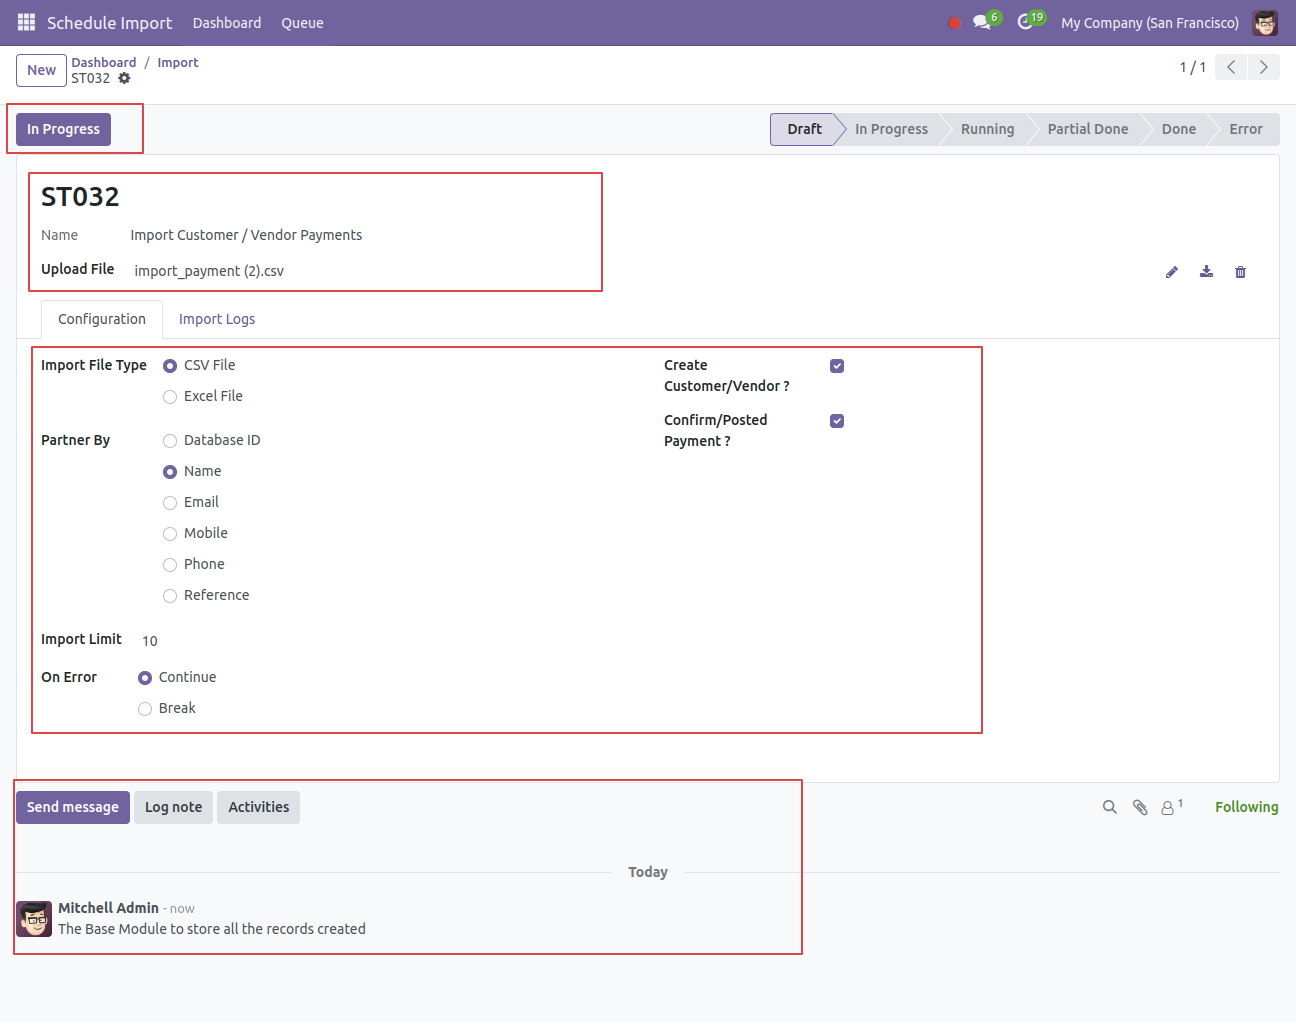 Schedule Import Dashboard Queue 6 19 My Company (San Francisco)
New Dashboard / Import 1 / 1
ST032
In Progress Draft In Progress Running Partial Done Done Error
ST032
Name Import Customer / Vendor Payments
Upload File import_payment (2).csv
Configuration Import Logs
Import File Type CSV File Create
Customer/Vendor ?
Excel File
Confirm/Posted
Payment ?
Partner By Database ID
Name
Email
Mobile
Phone
Reference
Import Limit 10
On Error Continue
Break
Send message Log note Activities 1 Following
Today
Mitchell Admin - now
The Base Module to store all the records created